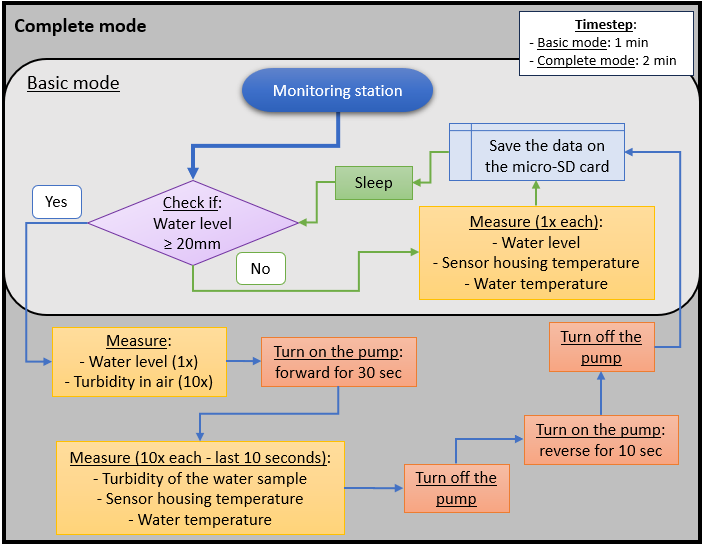 Complete mode
Timestep:
- Basic mode: 1 min
- Complete mode: 2 min
Basic mode
Monitoring station
Save the data on
the micro-SD card
Sleep
Yes
Check if:
Water level
≥ 20mm
No
Measure (1x each):
- Water level
- Sensor housing temperature
- Water temperature
Measure:
- Water level (1x)
- Turbidity in air (10x)
Turn on the pump:
forward for 30 sec
Turn off the
pump
Measure (10x each - last 10 seconds):
- Turbidity of the water sample
- Sensor housing temperature
- Water temperature
Turn off the
pump
Turn on the pump:
reverse for 10 sec